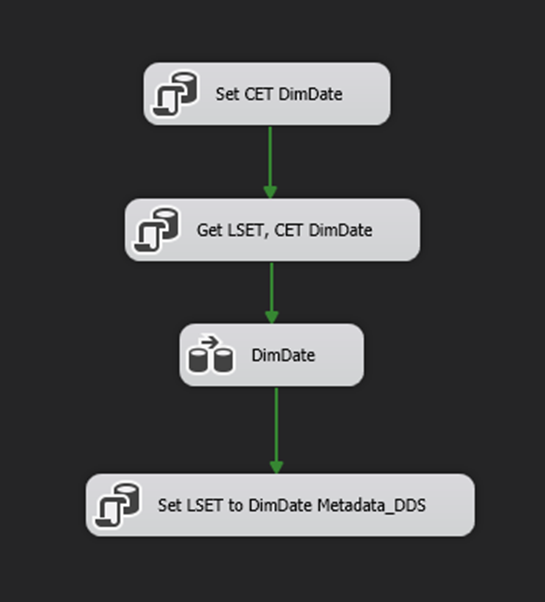 Set CET DimDate
Get LSET, CET DimDate
DimDate
Set LSET to DimDate Metadata_DDS